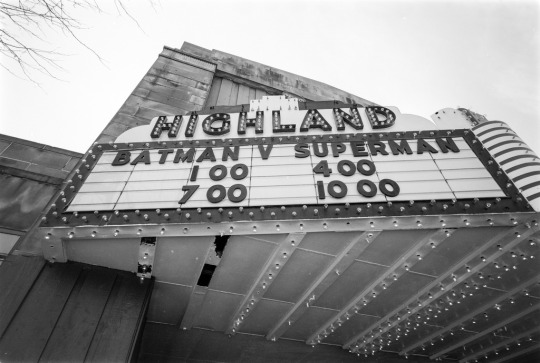 HIGHLAND
BATMAN V SUPERMAN
1 00 4 00
7 00 10 00